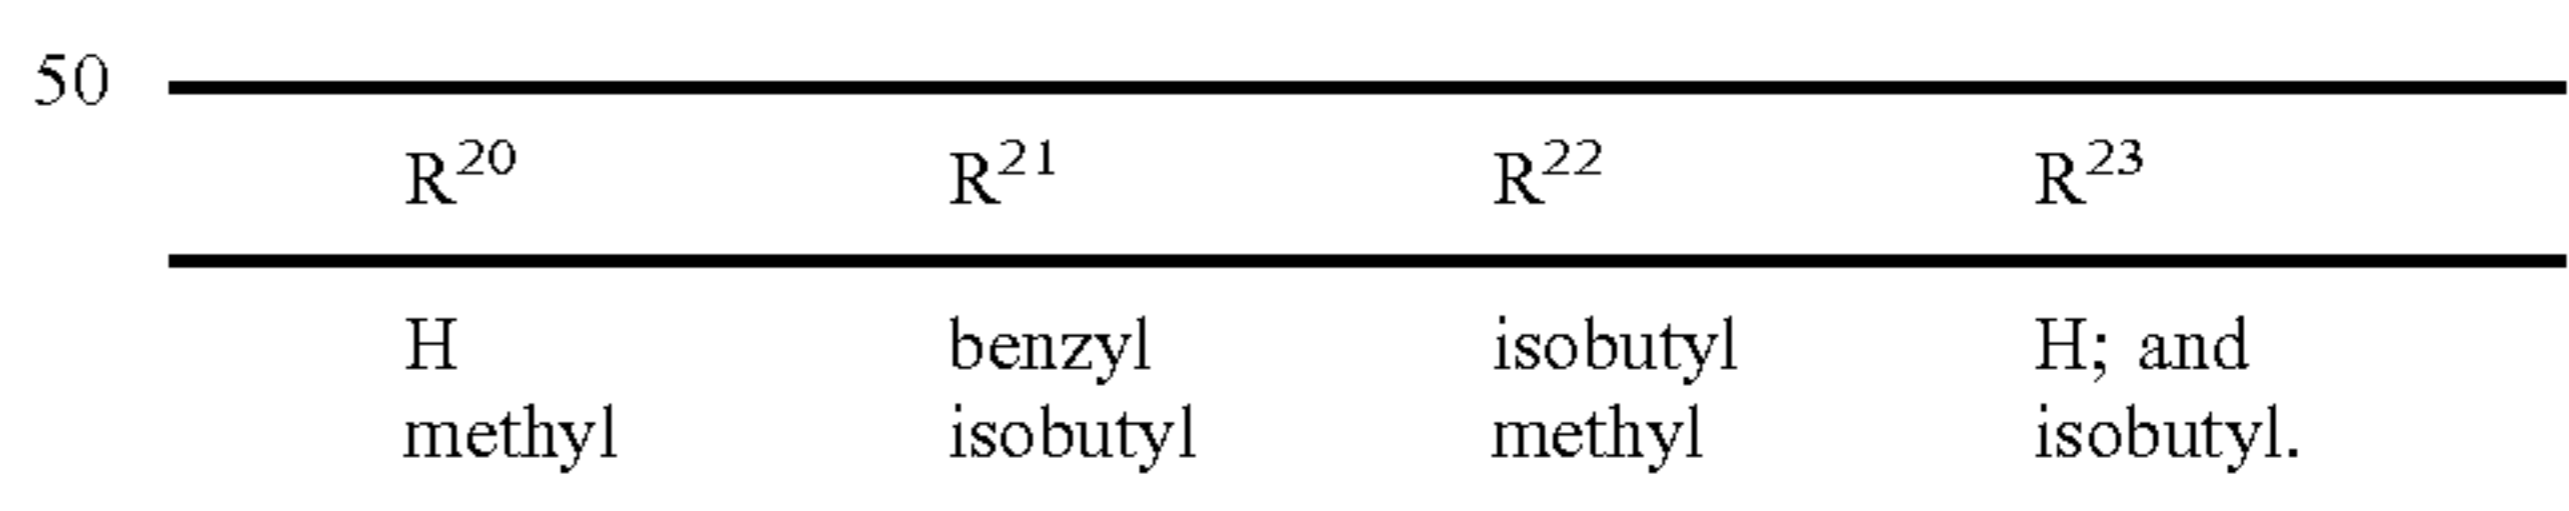 50
R²⁰ R²¹ R²² R²³
H benzyl isobutyl H; and
methyl isobutyl methyl isobutyl.